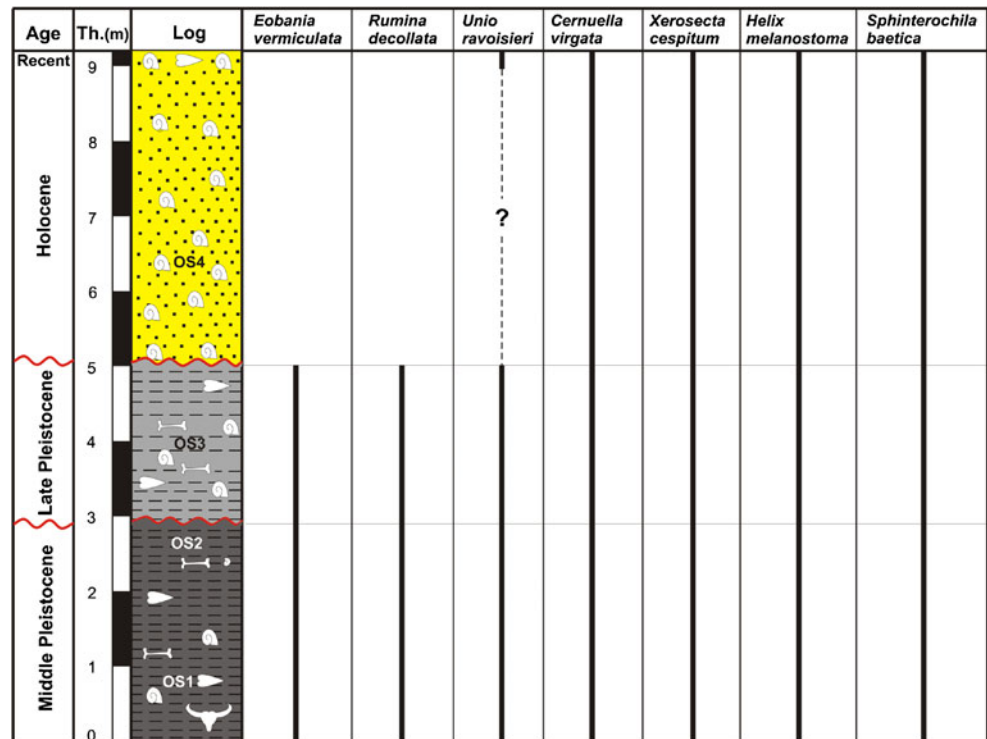 Age Th.(m) Log Eobania vermiculata Rumina decollata Unio ravoisieri Cernuella virgata Xerosecta cespitum Helix melanostoma Sphinterochila baetica
Recent
9
8
Holocene
7
?
OS4
6
5
Late Pleistocene
4
OS3
3
OS2
Middle Pleistocene
2
1
OS1
0